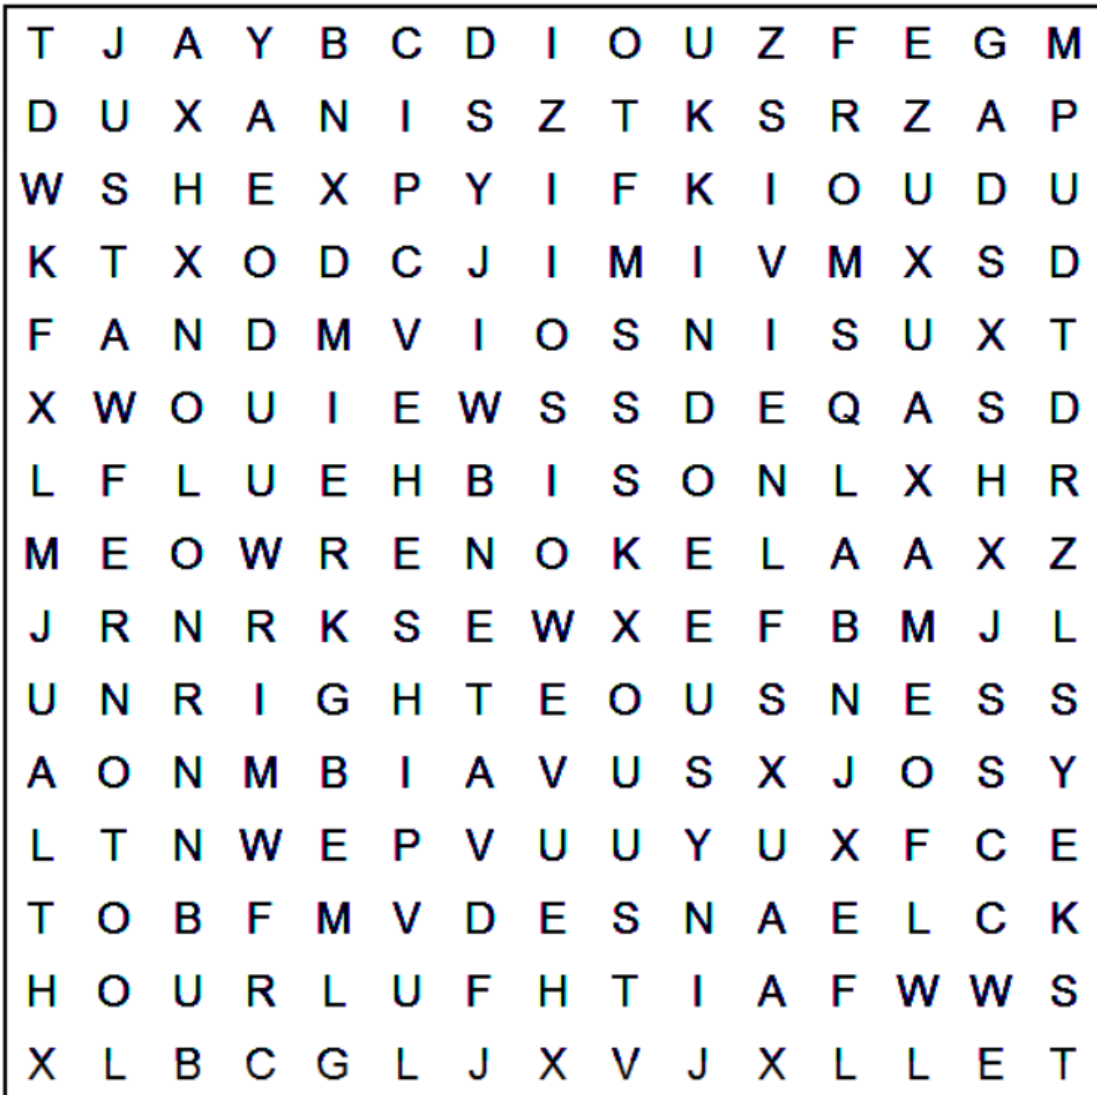 T J A Y B C D I O U Z F E G M
D U X A N I S Z T K S R Z A P
W S H E X P Y I F K I O U D U
K T X O D C J I M I V M X S D
F A N D M V I O S N I S U X T
X W O U I E W S S D E Q A S D
L F L U E H B I S O N L X H R
M E O W R E N O K E L A A X Z
J R N R K S E W X E F B M J L
U N R I G H T E O U S N E S S
A O N M B I A V U S X J O S Y
L T N W E P V U U Y U X F C E
T O B F M V D E S N A E L C K
H O U R L U F H T I A F W W S
X L B C G L J X V J X L L E T